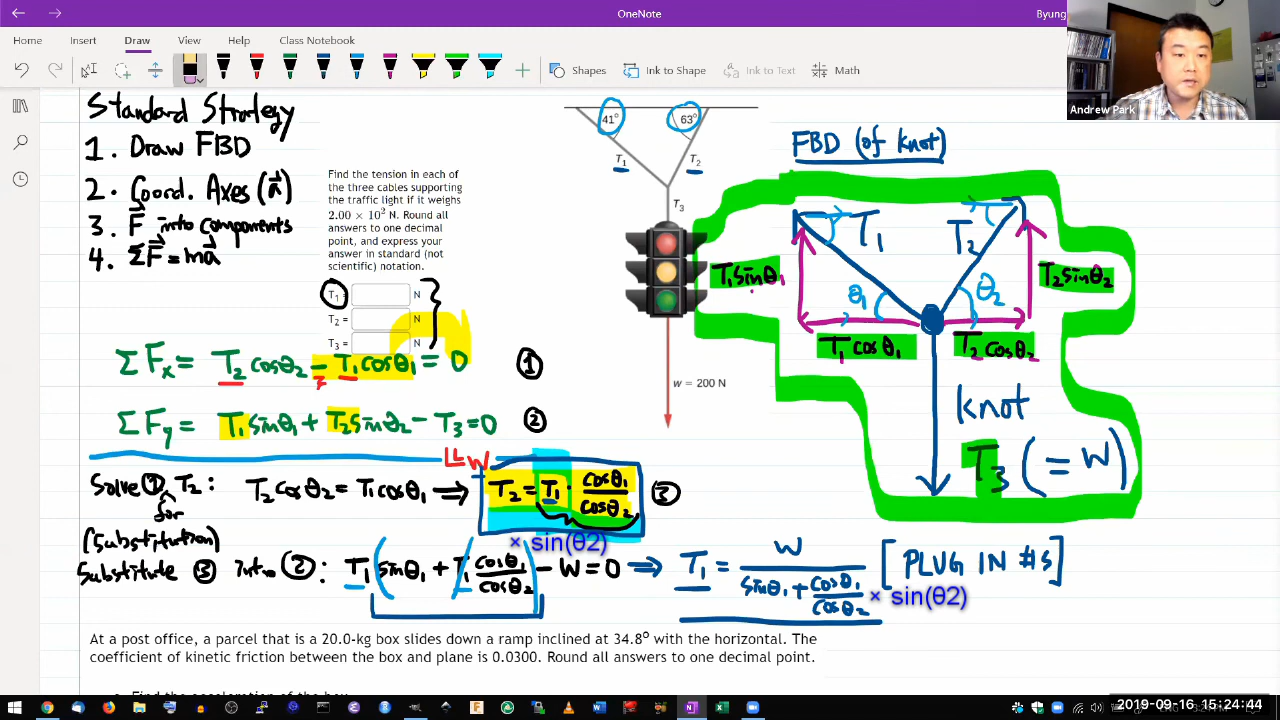 OneNote
Byung
Home Insert Draw View Help Class Notebook
Shapes Ink to Shape Ink to Text Math
Andrew Park
Standard Strategy
1. Draw FBD
2. Coord. Axes (a⃗)
3. F⃗ into components
4. ΣF⃗ = ma⃗
Find the tension in each of
the three cables supporting
the traffic light if it weighs
2.00 × 10² N. Round all
answers to one decimal
point, and express your
answer in standard (not
scientific) notation.
T₁ = N
T₂ = N
T₃ = N
41° 63°
T₁ T₂
T₃
w = 200 N
FBD (of knot)
T₁ T₂
T₁sinθ₁ T₂sinθ₂
θ₁ θ₂
T₁cosθ₁ T₂cosθ₂
knot
T₃ (= W)
ΣFx = T₂cosθ₂ − T₁cosθ₁ = 0 ①
ΣFy = T₁sinθ₁ + T₂sinθ₂ − T₃ = 0 ②
W
Solve ① for T₂: T₂cosθ₂ = T₁cosθ₁ ⟹ T₂ = T₁ · cosθ₁/cosθ₂ ③
(Substitution)
× sin(θ2)
Substitute ③ into ②: T₁(sinθ₁ + T₁ cosθ₁/cosθ₂) − W = 0 ⟹ T₁ = W/(sinθ₁ + cosθ₁/cosθ₂) [PLUG IN #s]
× sin(θ2)
At a post office, a parcel that is a 20.0-kg box slides down a ramp inclined at 34.8° with the horizontal. The
coefficient of kinetic friction between the box and plane is 0.0300. Round all answers to one decimal point.
2019-09-16 15:24:44